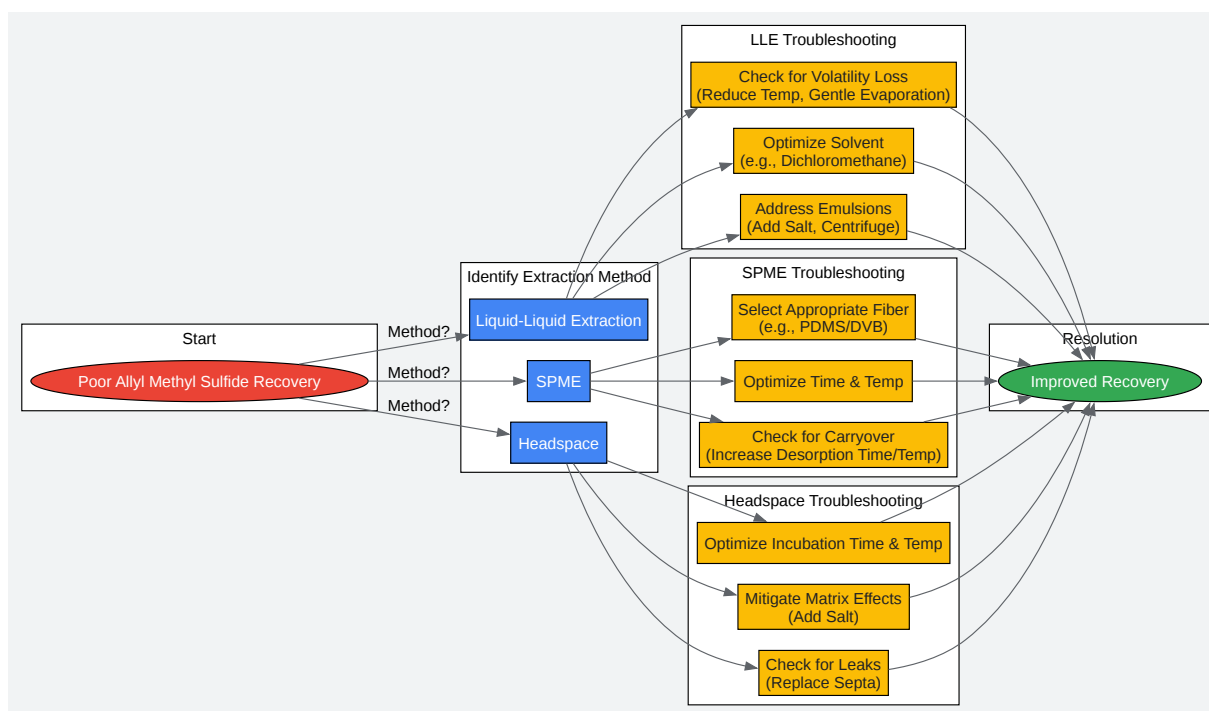 Start
Poor Allyl Methyl Sulfide Recovery
Method?
Method?
Method?
Identify Extraction Method
Liquid-Liquid Extraction
SPME
Headspace
LLE Troubleshooting
Check for Volatility Loss
(Reduce Temp, Gentle Evaporation)
Optimize Solvent
(e.g., Dichloromethane)
Address Emulsions
(Add Salt, Centrifuge)
SPME Troubleshooting
Select Appropriate Fiber
(e.g., PDMS/DVB)
Optimize Time & Temp
Check for Carryover
(Increase Desorption Time/Temp)
Headspace Troubleshooting
Optimize Incubation Time & Temp
Mitigate Matrix Effects
(Add Salt)
Check for Leaks
(Replace Septa)
Resolution
Improved Recovery